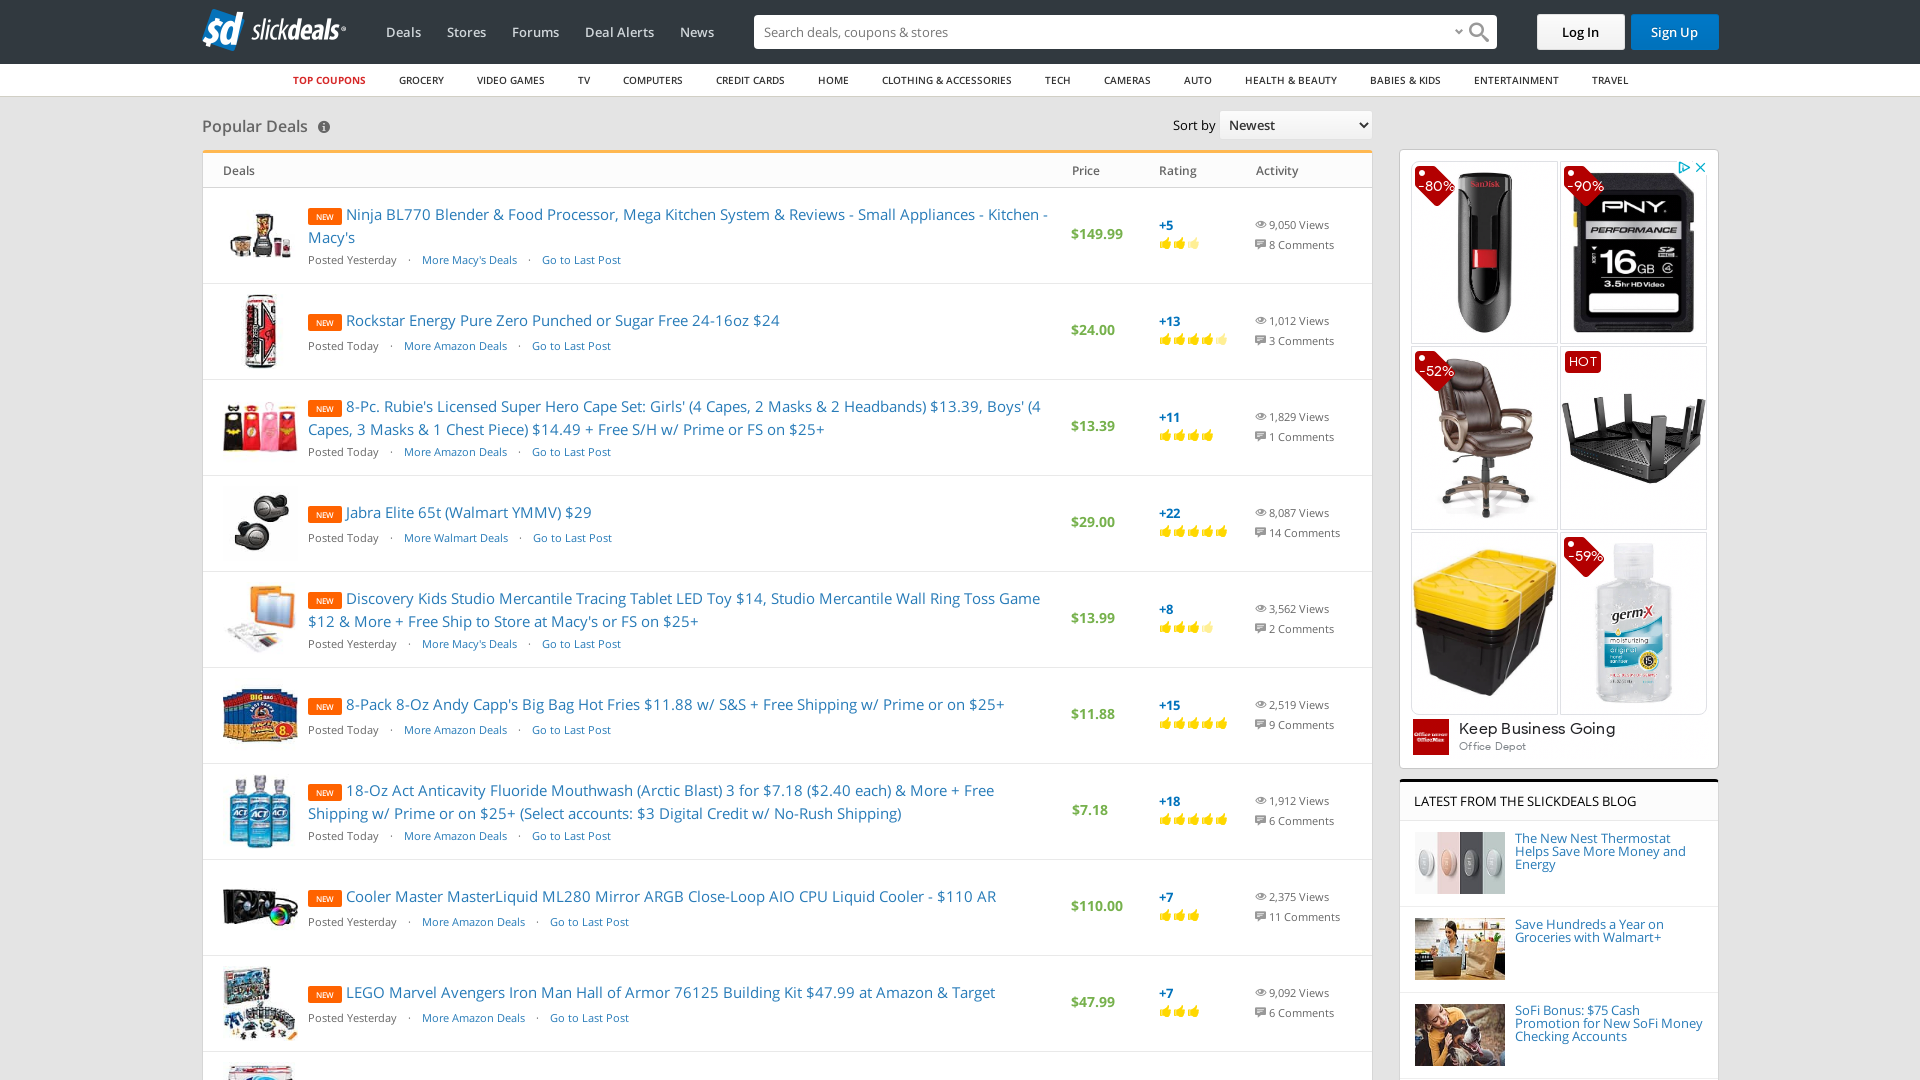 sd slickdeals
Deals
Stores
Forums
Deal Alerts
News
Search deals, coupons & stores
Log In
Sign Up
TOP COUPONS
GROCERY
VIDEO GAMES
TV
COMPUTERS
CREDIT CARDS
HOME
CLOTHING & ACCESSORIES
TECH
CAMERAS
AUTO
HEALTH & BEAUTY
BABIES & KIDS
ENTERTAINMENT
TRAVEL
Popular Deals
Sort by Newest
Deals Price Rating Activity
NEW Ninja BL770 Blender & Food Processor, Mega Kitchen System & Reviews - Small Appliances - Kitchen -
Macy's
Posted Yesterday · More Macy's Deals · Go to Last Post
$149.99
+5
9,050 Views
8 Comments
NEW Rockstar Energy Pure Zero Punched or Sugar Free 24-16oz $24
Posted Today · More Amazon Deals · Go to Last Post
$24.00
+13
1,012 Views
3 Comments
NEW 8-Pc. Rubie's Licensed Super Hero Cape Set: Girls' (4 Capes, 2 Masks & 2 Headbands) $13.39, Boys' (4
Capes, 3 Masks & 1 Chest Piece) $14.49 + Free S/H w/ Prime or FS on $25+
Posted Today · More Amazon Deals · Go to Last Post
$13.39
+11
1,829 Views
1 Comments
NEW Jabra Elite 65t (Walmart YMMV) $29
Posted Today · More Walmart Deals · Go to Last Post
$29.00
+22
8,087 Views
14 Comments
NEW Discovery Kids Studio Mercantile Tracing Tablet LED Toy $14, Studio Mercantile Wall Ring Toss Game
$12 & More + Free Ship to Store at Macy's or FS on $25+
Posted Yesterday · More Macy's Deals · Go to Last Post
$13.99
+8
3,562 Views
2 Comments
NEW 8-Pack 8-Oz Andy Capp's Big Bag Hot Fries $11.88 w/ S&S + Free Shipping w/ Prime or on $25+
Posted Today · More Amazon Deals · Go to Last Post
$11.88
+15
2,519 Views
9 Comments
NEW 18-Oz Act Anticavity Fluoride Mouthwash (Arctic Blast) 3 for $7.18 ($2.40 each) & More + Free
Shipping w/ Prime or on $25+ (Select accounts: $3 Digital Credit w/ No-Rush Shipping)
Posted Today · More Amazon Deals · Go to Last Post
$7.18
+18
1,912 Views
6 Comments
NEW Cooler Master MasterLiquid ML280 Mirror ARGB Close-Loop AIO CPU Liquid Cooler - $110 AR
Posted Yesterday · More Amazon Deals · Go to Last Post
$110.00
+7
2,375 Views
11 Comments
NEW LEGO Marvel Avengers Iron Man Hall of Armor 76125 Building Kit $47.99 at Amazon & Target
Posted Yesterday · More Amazon Deals · Go to Last Post
$47.99
+7
9,092 Views
6 Comments
-80%
SanDisk
-90%
PNY.
PERFORMANCE
16GB
3.5hr HD Video
-52%
HOT
-59%
germ-X
moisturizing
original
Keep Business Going
Office Depot
LATEST FROM THE SLICKDEALS BLOG
The New Nest Thermostat
Helps Save More Money and
Energy
Save Hundreds a Year on
Groceries with Walmart+
SoFi Bonus: $75 Cash
Promotion for New SoFi Money
Checking Accounts